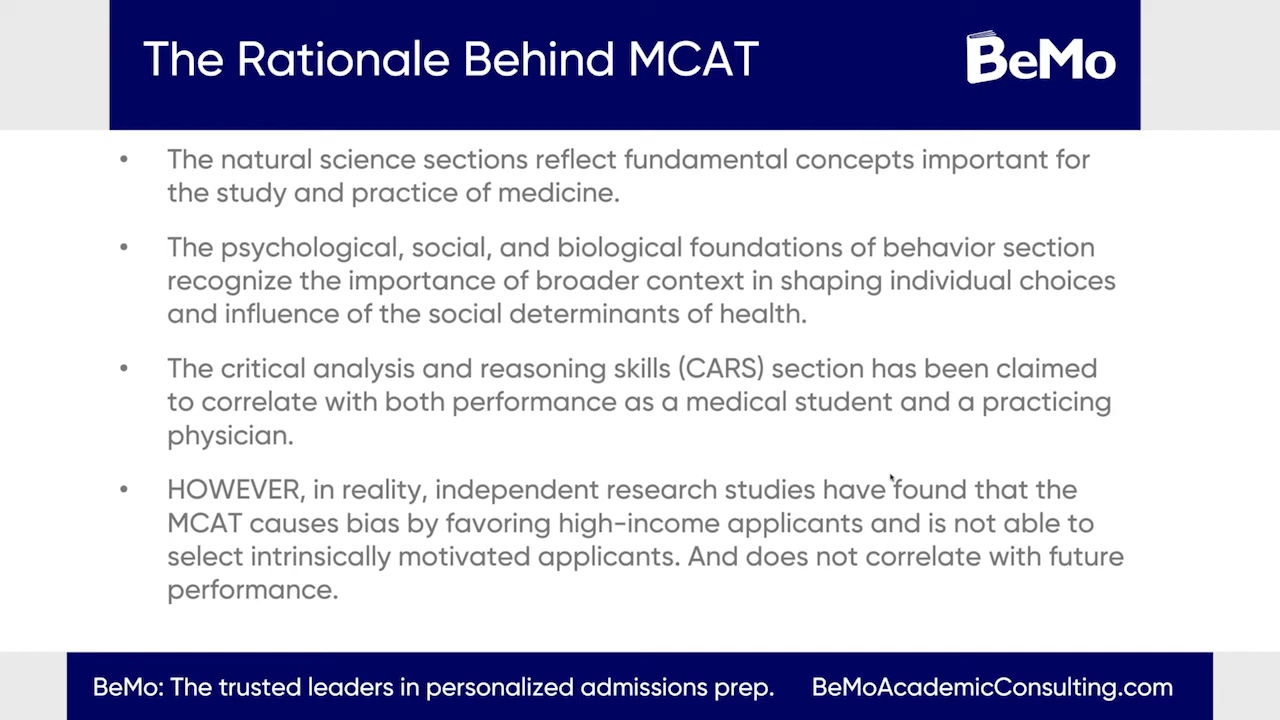 The Rationale Behind MCAT
BeMo
• The natural science sections reflect fundamental concepts important for
the study and practice of medicine.
• The psychological, social, and biological foundations of behavior section
recognize the importance of broader context in shaping individual choices
and influence of the social determinants of health.
• The critical analysis and reasoning skills (CARS) section has been claimed
to correlate with both performance as a medical student and a practicing
physician.
• HOWEVER, in reality, independent research studies have found that the
MCAT causes bias by favoring high-income applicants and is not able to
select intrinsically motivated applicants. And does not correlate with future
performance.
BeMo: The trusted leaders in personalized admissions prep. BeMoAcademicConsulting.com